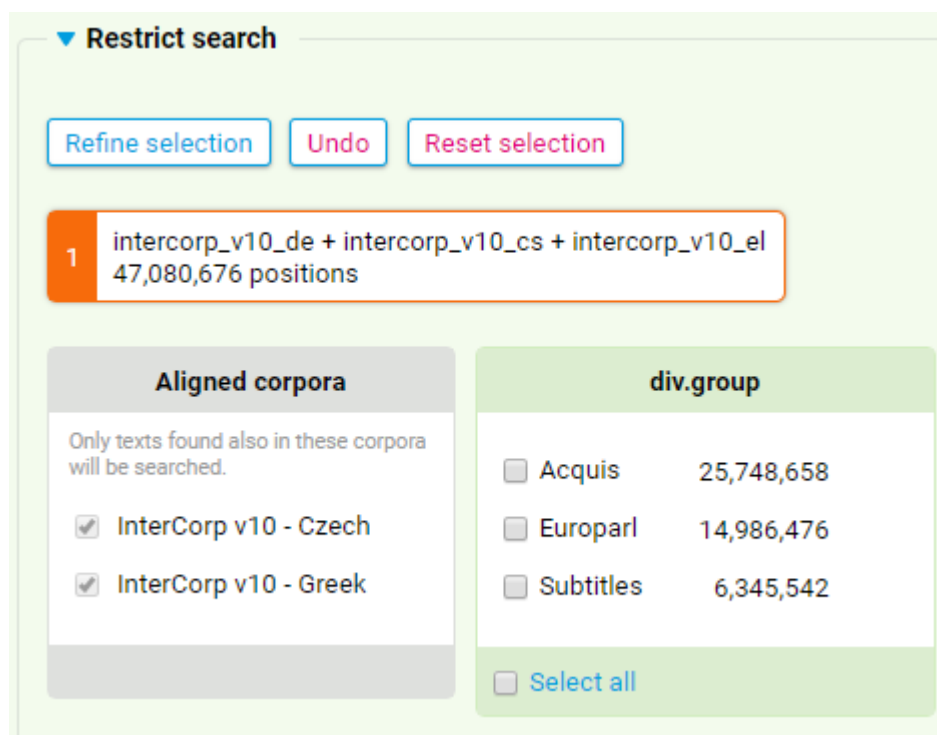 Restrict search
Refine selection Undo Reset selection
1
intercorp_v10_de + intercorp_v10_cs + intercorp_v10_el
47,080,676 positions
Aligned corpora
Only texts found also in these corpora
will be searched.
InterCorp v10 - Czech
InterCorp v10 - Greek
div.group
Acquis 25,748,658
Europarl 14,986,476
Subtitles 6,345,542
Select all